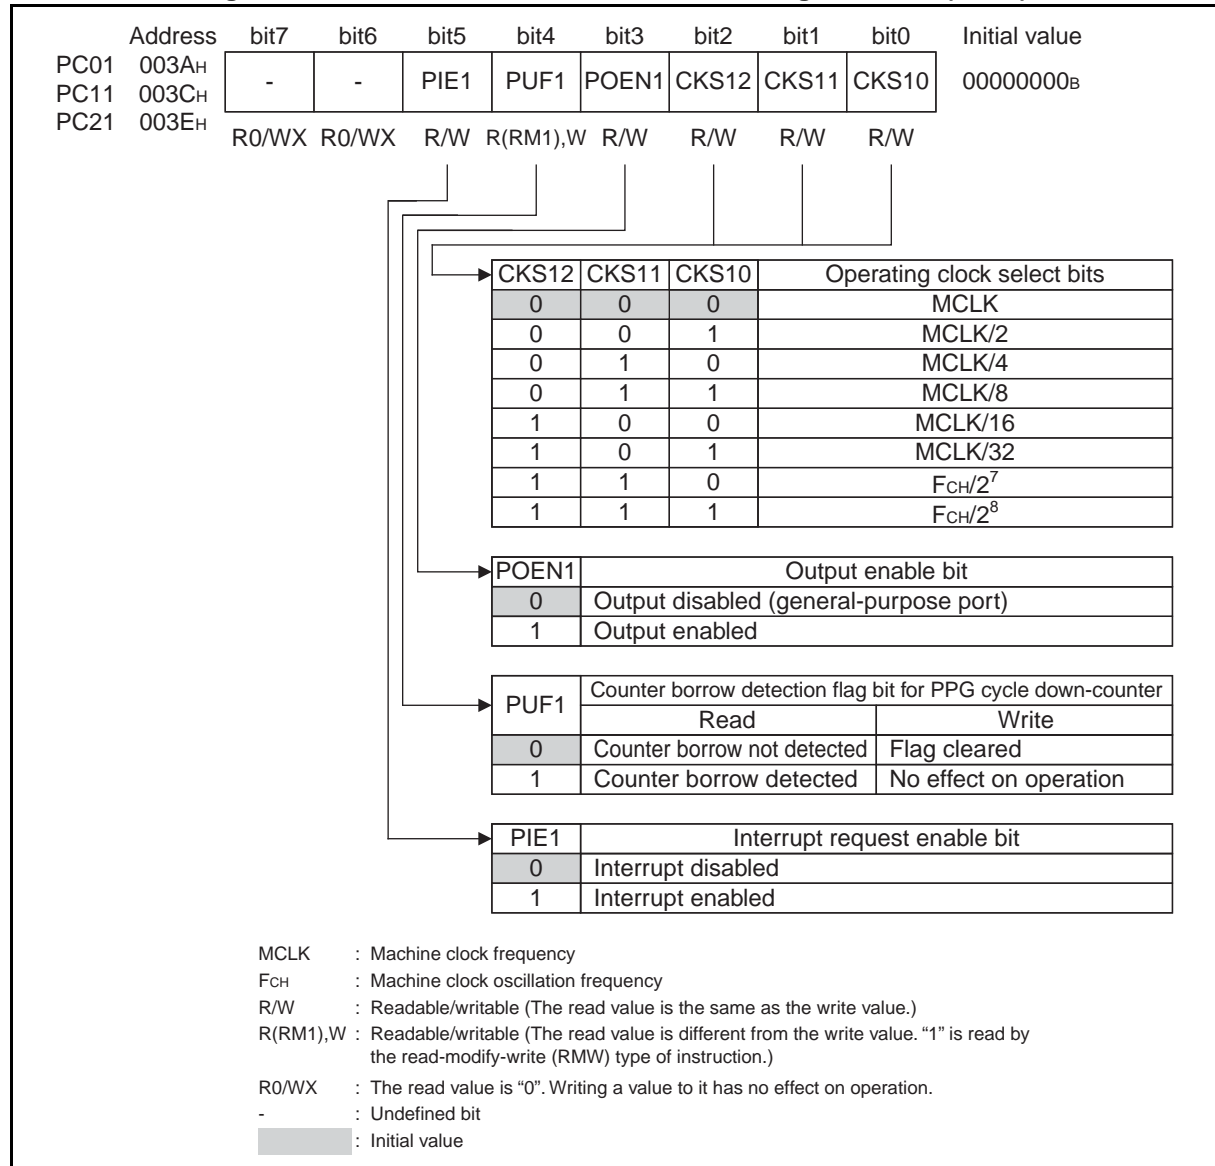 Address bit7 bit6 bit5 bit4 bit3 bit2 bit1 bit0 Initial value
PC01 003AH - - PIE1 PUF1 POEN1 CKS12 CKS11 CKS10 00000000B
PC11 003CH
PC21 003EH
R0/WX R0/WX R/W R(RM1),W R/W R/W R/W R/W
CKS12 CKS11 CKS10 Operating clock select bits
0 0 0 MCLK
0 0 1 MCLK/2
0 1 0 MCLK/4
0 1 1 MCLK/8
1 0 0 MCLK/16
1 0 1 MCLK/32
1 1 0 FCH/2^7
1 1 1 FCH/2^8
POEN1 Output enable bit
0 Output disabled (general-purpose port)
1 Output enabled
PUF1 Counter borrow detection flag bit for PPG cycle down-counter
Read Write
0 Counter borrow not detected Flag cleared
1 Counter borrow detected No effect on operation
PIE1 Interrupt request enable bit
0 Interrupt disabled
1 Interrupt enabled
MCLK : Machine clock frequency
FCH : Machine clock oscillation frequency
R/W : Readable/writable (The read value is the same as the write value.)
R(RM1),W : Readable/writable (The read value is different from the write value. “1” is read by
the read-modify-write (RMW) type of instruction.)
R0/WX : The read value is “0”. Writing a value to it has no effect on operation.
- : Undefined bit
: Initial value